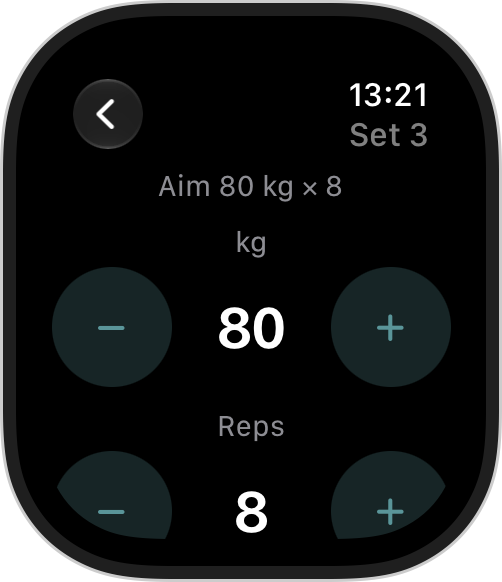 13:21
Set 3
Aim 80 kg × 8
kg
− 80 +
Reps
− 8 +